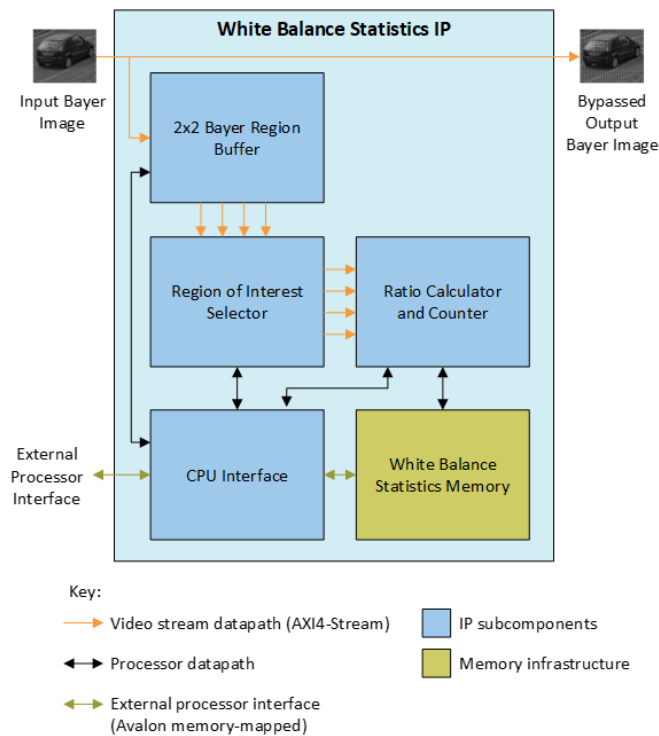 White Balance Statistics IP
Input Bayer
Image
Bypassed
Output
Bayer Image
2x2 Bayer Region
Buffer
Region of Interest
Selector
Ratio Calculator
and Counter
External
Processor
Interface
CPU Interface
White Balance
Statistics Memory
Key:
Video stream datapath (AXI4-Stream)
IP subcomponents
Processor datapath
Memory infrastructure
External processor interface
(Avalon memory-mapped)